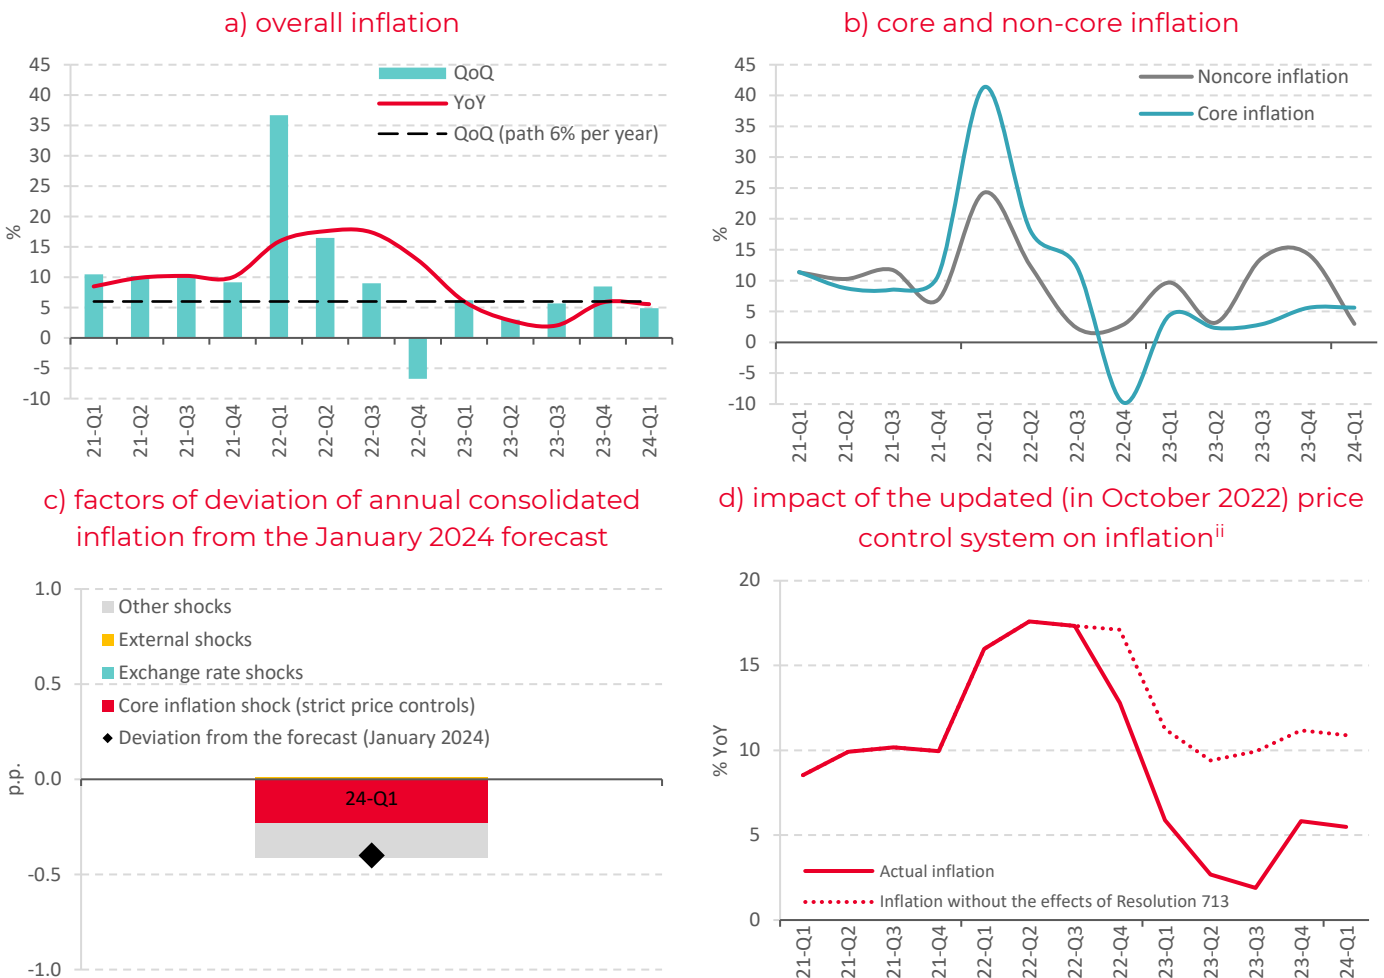 a) overall inflation
45
40
35
30
25
20
15
10
5
0
-5
-10
%
QoQ
YoY
QoQ (path 6% per year)
21-Q1
21-Q2
21-Q3
21-Q4
22-Q1
22-Q2
22-Q3
22-Q4
23-Q1
23-Q2
23-Q3
23-Q4
24-Q1
b) core and non-core inflation
45
40
35
30
25
20
15
10
5
0
-5
-10
%
Noncore inflation
Core inflation
21-Q1
21-Q2
21-Q3
21-Q4
22-Q1
22-Q2
22-Q3
22-Q4
23-Q1
23-Q2
23-Q3
23-Q4
24-Q1
c) factors of deviation of annual consolidated
inflation from the January 2024 forecast
1.0
0.5
0.0
-0.5
-1.0
p.p.
Other shocks
External shocks
Exchange rate shocks
Core inflation shock (strict price controls)
Deviation from the forecast (January 2024)
24-Q1
d) impact of the updated (in October 2022) price
control system on inflationⁱⁱ
20
15
10
5
0
% YoY
Actual inflation
Inflation without the effects of Resolution 713
21-Q1
21-Q2
21-Q3
21-Q4
22-Q1
22-Q2
22-Q3
22-Q4
23-Q1
23-Q2
23-Q3
23-Q4
24-Q1